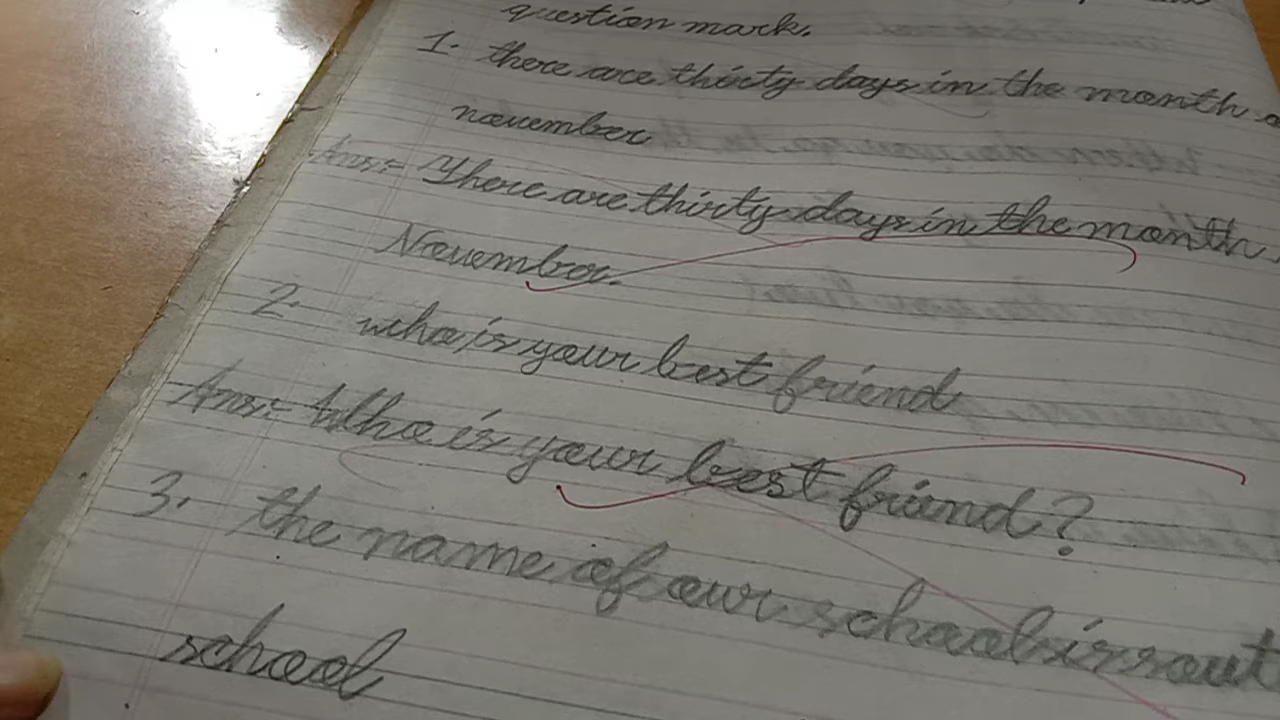 question mark.
1. there are thirty days in the month
november
Ans:- There are thirty days in the month
November.
2. who is your best friend
Ans:- Who is your best friend?
3. the name of our school is
school